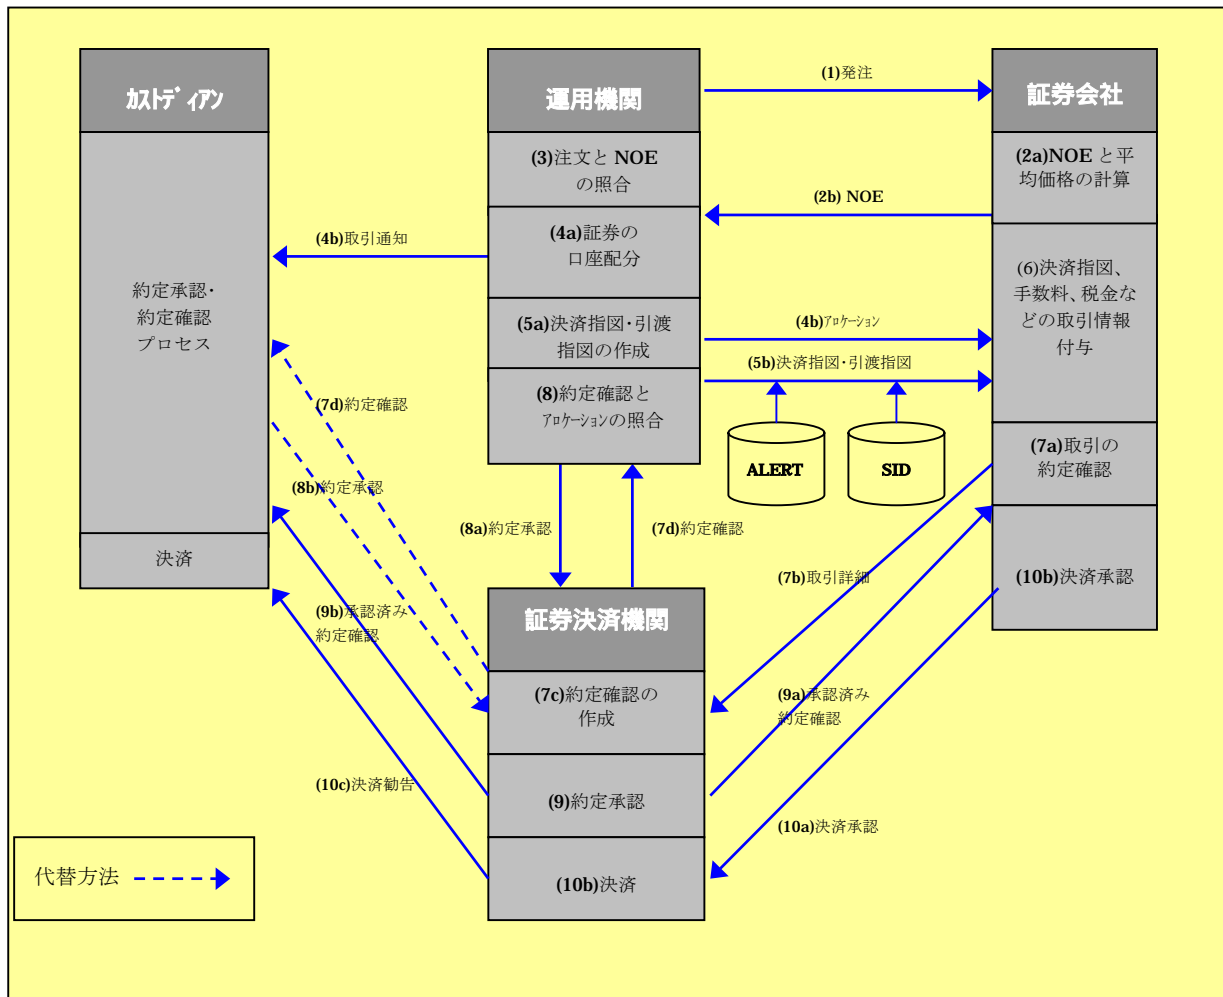 カストディアン
約定承認・
約定確認
プロセス
決済
運用機関
(3)注文と NOE
の照合
(4a)証券の
口座配分
(5a)決済指図・引渡
指図の作成
(8)約定確認と
アロケーションの照合
証券会社
(2a)NOE と平
均価格の計算
(6)決済指図、
手数料、税金な
どの取引情報
付与
(7a)取引の
約定確認
(10b)決済承認
(1)発注
(2b) NOE
(4b)取引通知
(4b)アロケーション
(5b)決済指図・引渡指図
ALERT
SID
(7d)約定確認
(8b)約定承認
(8a)約定承認
(7d)約定確認
(7b)取引詳細
(9b)承認済み
約定確認
(9a)承認済み
約定確認
(10c)決済勧告
(10a)決済承認
証券決済機関
(7c)約定確認の
作成
(9)約定承認
(10b)決済
代替方法